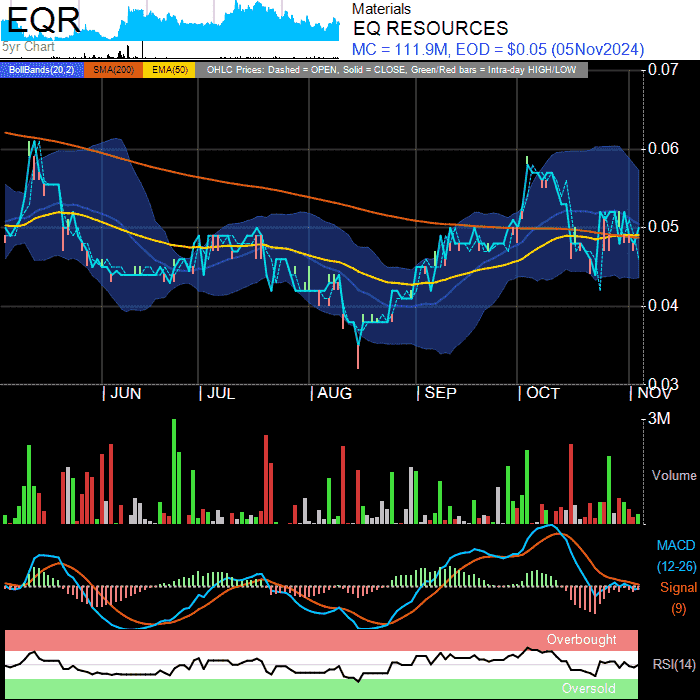 EQR
5yr Chart
Materials
EQ RESOURCES
MC = 111.9M, EOD = $0.05 (05Nov2024)
BollBands(20,2) SMA(200) EMA(50) OHLC Prices: Dashed = OPEN, Solid = CLOSE, Green/Red bars = Intra-day HIGH/LOW
0.07
0.06
0.05
0.04
0.03
JUN JUL AUG SEP OCT NOV
3M
Volume
MACD
(12-26)
Signal
(9)
Overbought
RSI(14)
Oversold